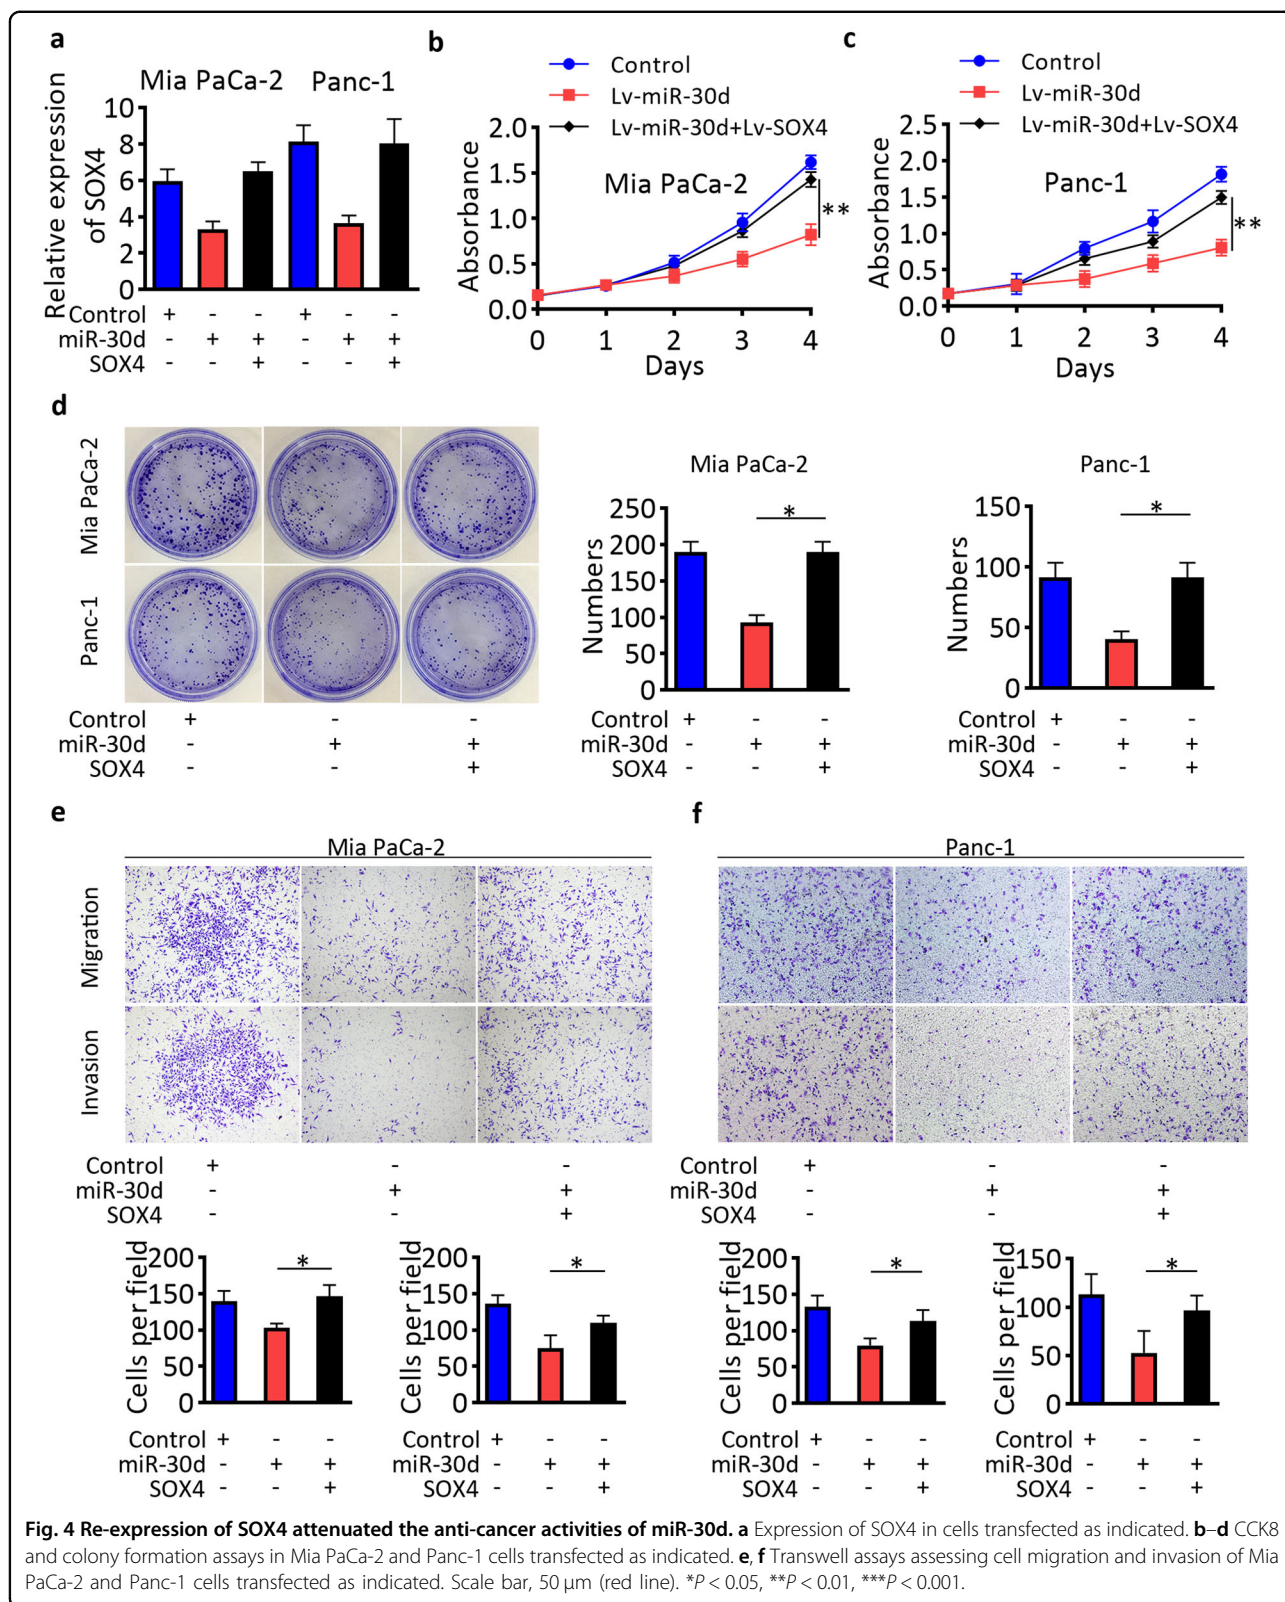 a
Mia PaCa-2 Panc-1
Relative expression
of SOX4
10
8
6
4
2
0
Control + - - + - -
miR-30d - + + - + +
SOX4 - - + - - +
b
Control
Lv-miR-30d
Lv-miR-30d+Lv-SOX4
Mia PaCa-2
Absorbance
2.0
1.5
1.0
0.5
0.0
**
0 1 2 3 4
Days
c
Control
Lv-miR-30d
Lv-miR-30d+Lv-SOX4
Panc-1
Absorbance
2.5
2.0
1.5
1.0
0.5
0.0
**
0 1 2 3 4
Days
d
Mia PaCa-2
Panc-1
Control + - -
miR-30d - + +
SOX4 - - +
Mia PaCa-2
Numbers
250
200
150
100
50
0
*
Control + - -
miR-30d - + +
SOX4 - - +
Panc-1
Numbers
150
100
50
0
*
Control + - -
miR-30d - + +
SOX4 - - +
e
Mia PaCa-2
Migration
Invasion
Control + - -
miR-30d - + +
SOX4 - - +
Cells per field
200
150
100
50
0
*
Control + - -
miR-30d - + +
SOX4 - - +
Cells per field
200
150
100
50
0
*
Control + - -
miR-30d - + +
SOX4 - - +
f
Panc-1
Control + - -
miR-30d - + +
SOX4 - - +
Cells per field
200
150
100
50
0
*
Control + - -
miR-30d - + +
SOX4 - - +
Cells per field
150
100
50
0
*
Control + - -
miR-30d - + +
SOX4 - - +
Fig. 4 Re-expression of SOX4 attenuated the anti-cancer activities of miR-30d. a Expression of SOX4 in cells transfected as indicated. b–d CCK8
and colony formation assays in Mia PaCa-2 and Panc-1 cells transfected as indicated. e, f Transwell assays assessing cell migration and invasion of Mia
PaCa-2 and Panc-1 cells transfected as indicated. Scale bar, 50 µm (red line). *P < 0.05, **P < 0.01, ***P < 0.001.